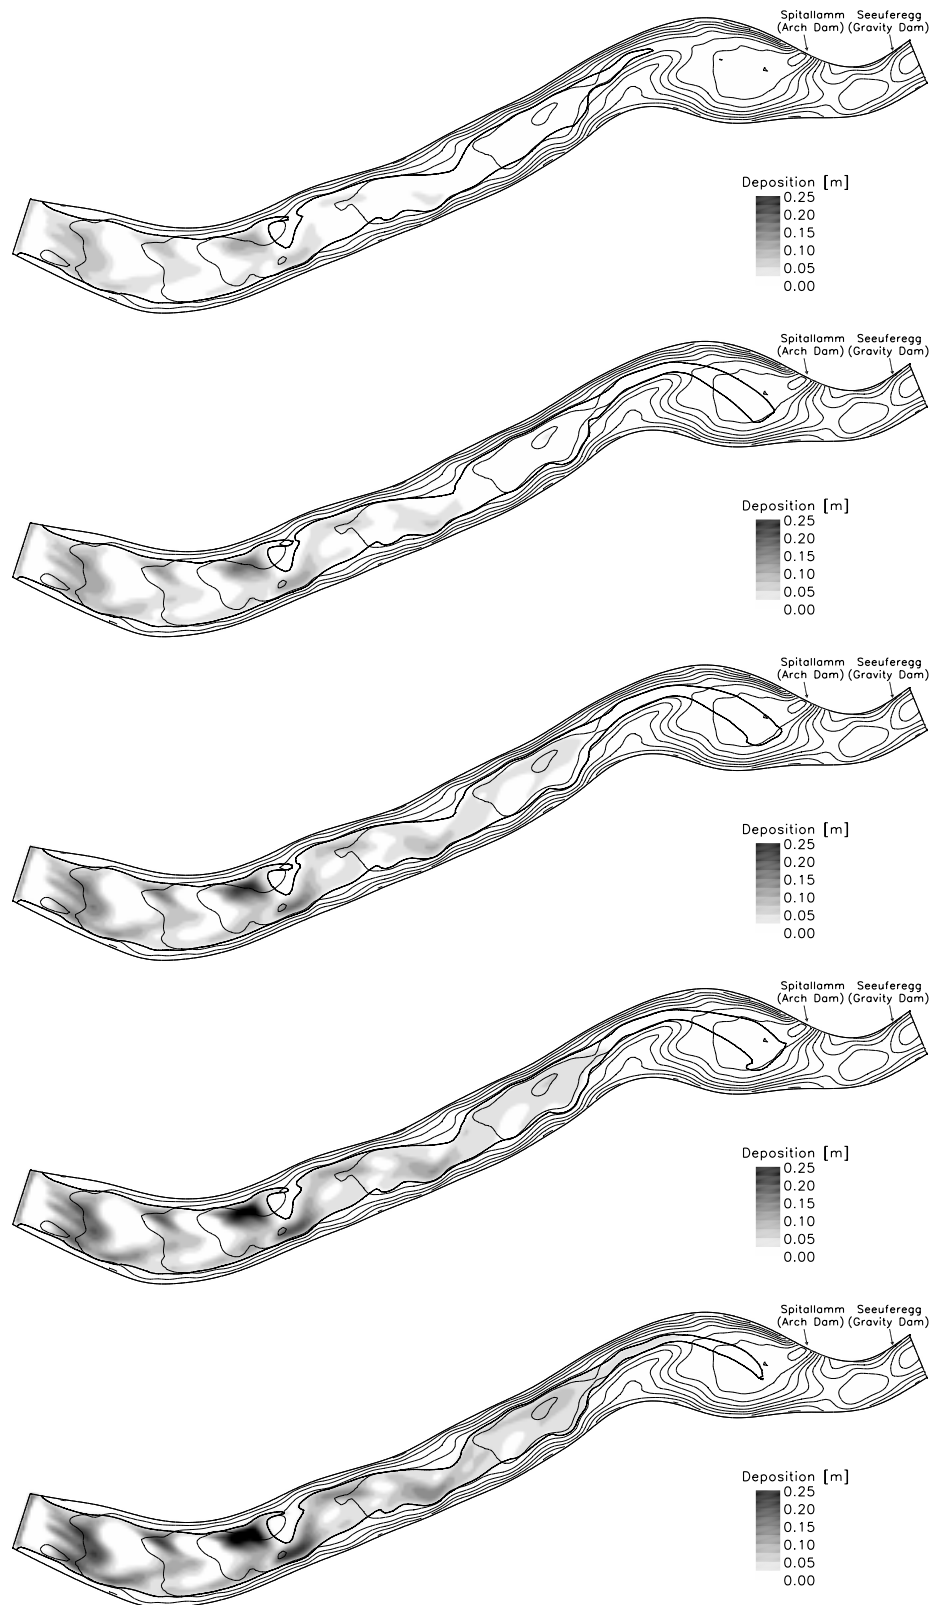 Spitallamm Seeuferegg
(Arch Dam) (Gravity Dam)
Deposition [m]
0.25
0.20
0.15
0.10
0.05
0.00
Spitallamm Seeuferegg
(Arch Dam) (Gravity Dam)
Deposition [m]
0.25
0.20
0.15
0.10
0.05
0.00
Spitallamm Seeuferegg
(Arch Dam) (Gravity Dam)
Deposition [m]
0.25
0.20
0.15
0.10
0.05
0.00
Spitallamm Seeuferegg
(Arch Dam) (Gravity Dam)
Deposition [m]
0.25
0.20
0.15
0.10
0.05
0.00
Spitallamm Seeuferegg
(Arch Dam) (Gravity Dam)
Deposition [m]
0.25
0.20
0.15
0.10
0.05
0.00